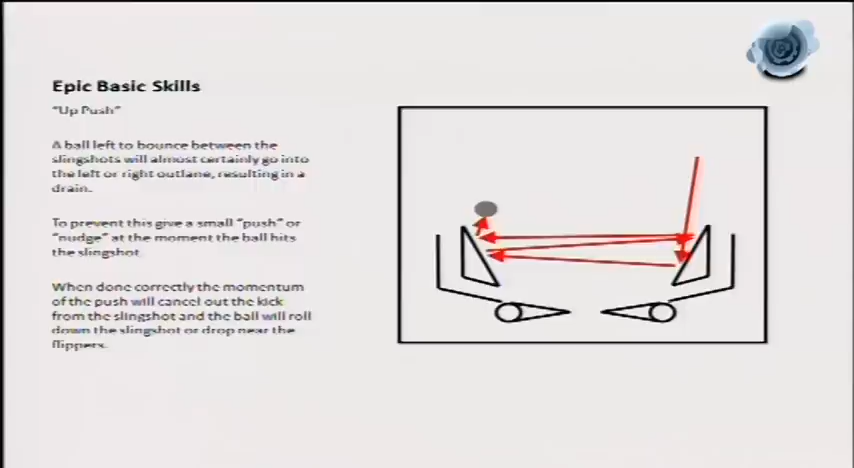 Epic Basic Skills
"Up Push"
A ball left to bounce between the
slingshots will almost certainly go into
the left or right outlane, resulting in a
drain.
To prevent this give a small "push" or
"nudge" at the moment the ball hits
the slingshot.
When done correctly the momentum
of the push will cancel out the kick
from the slingshot and the ball will roll
down the slingshot or drop near the
flippers.